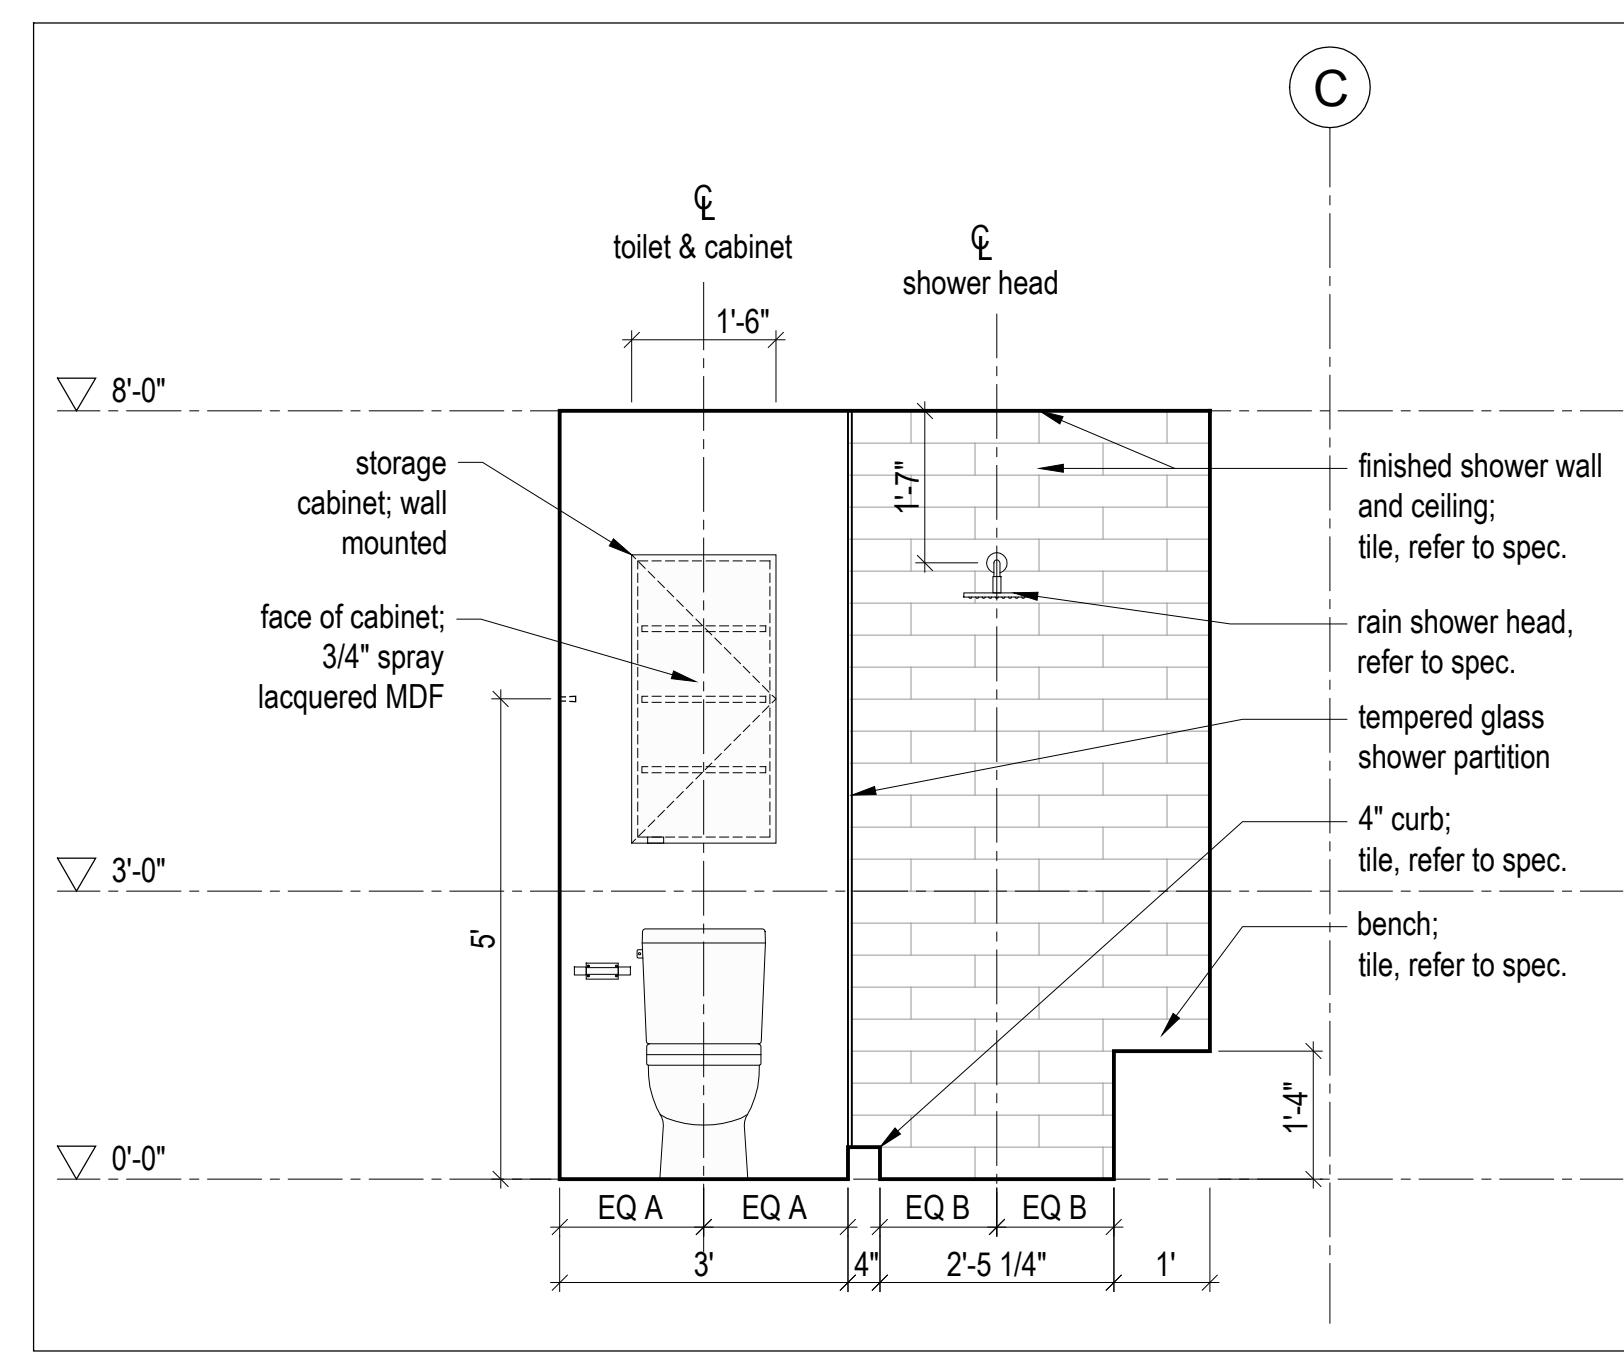 C
℄
toilet & cabinet
℄
shower head
1'-6"
8'-0"
1'-7"
storage
cabinet; wall
mounted
finished shower wall
and ceiling;
tile, refer to spec.
face of cabinet;
3/4" spray
lacquered MDF
rain shower head,
refer to spec.
tempered glass
shower partition
4" curb;
tile, refer to spec.
3'-0"
5'
bench;
tile, refer to spec.
1'-4"
0'-0"
EQ A EQ A EQ B EQ B
3' 4" 2'-5 1/4" 1'